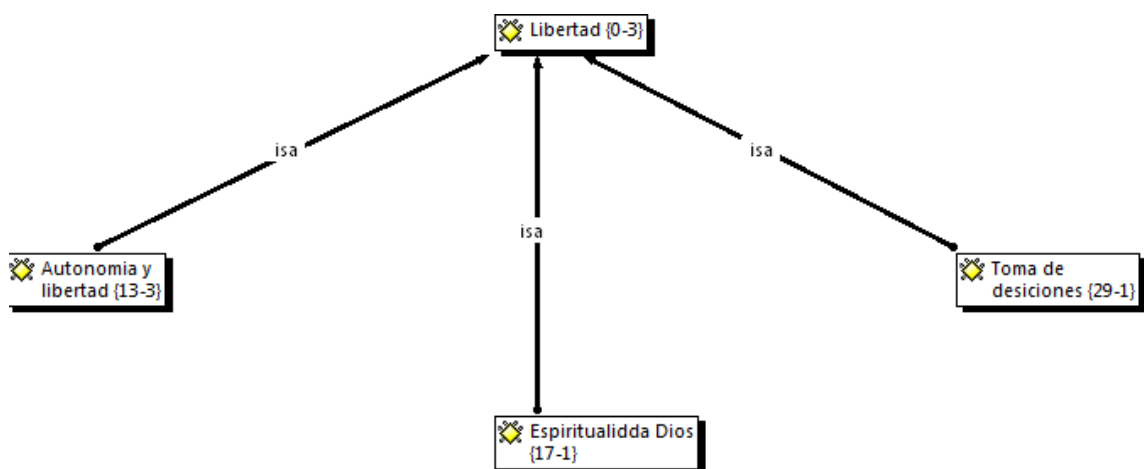 Libertad {0-3}
isa
isa
isa
Autonomia y
libertad {13-3}
Toma de
desiciones {29-1}
Espiritualidda Dios
{17-1}